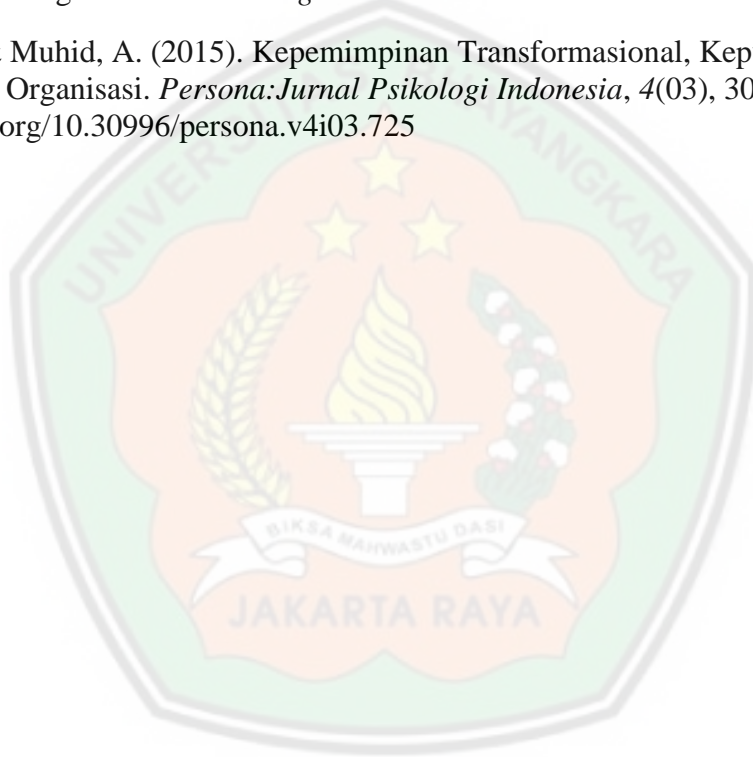 Muhid, A. (2015). Kepemimpinan Transformasional, Kep
Organisasi. Persona:Jurnal Psikologi Indonesia, 4(03), 30
org/10.30996/persona.v4i03.725
BIKSA MAHWASTU DASI
JAKARTA RAYA